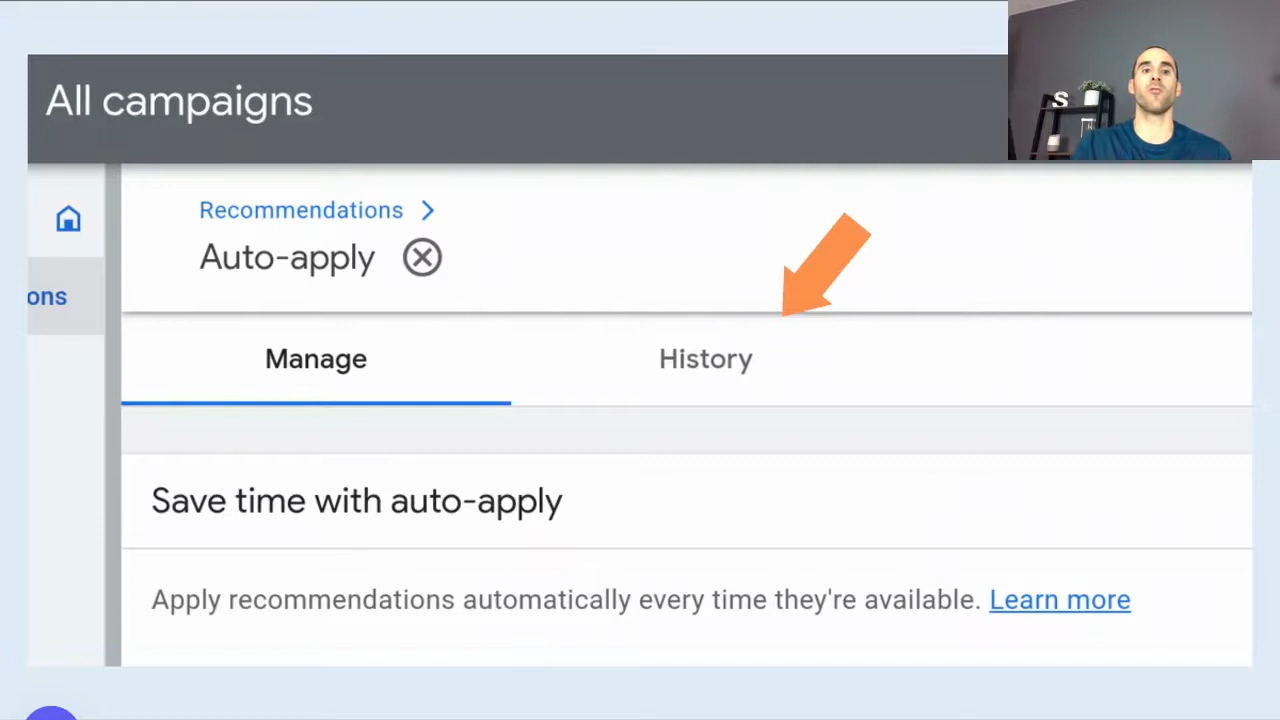 All campaigns
S
Recommendations
Auto-apply
ons
Manage
History
Save time with auto-apply
Apply recommendations automatically every time they're available. Learn more